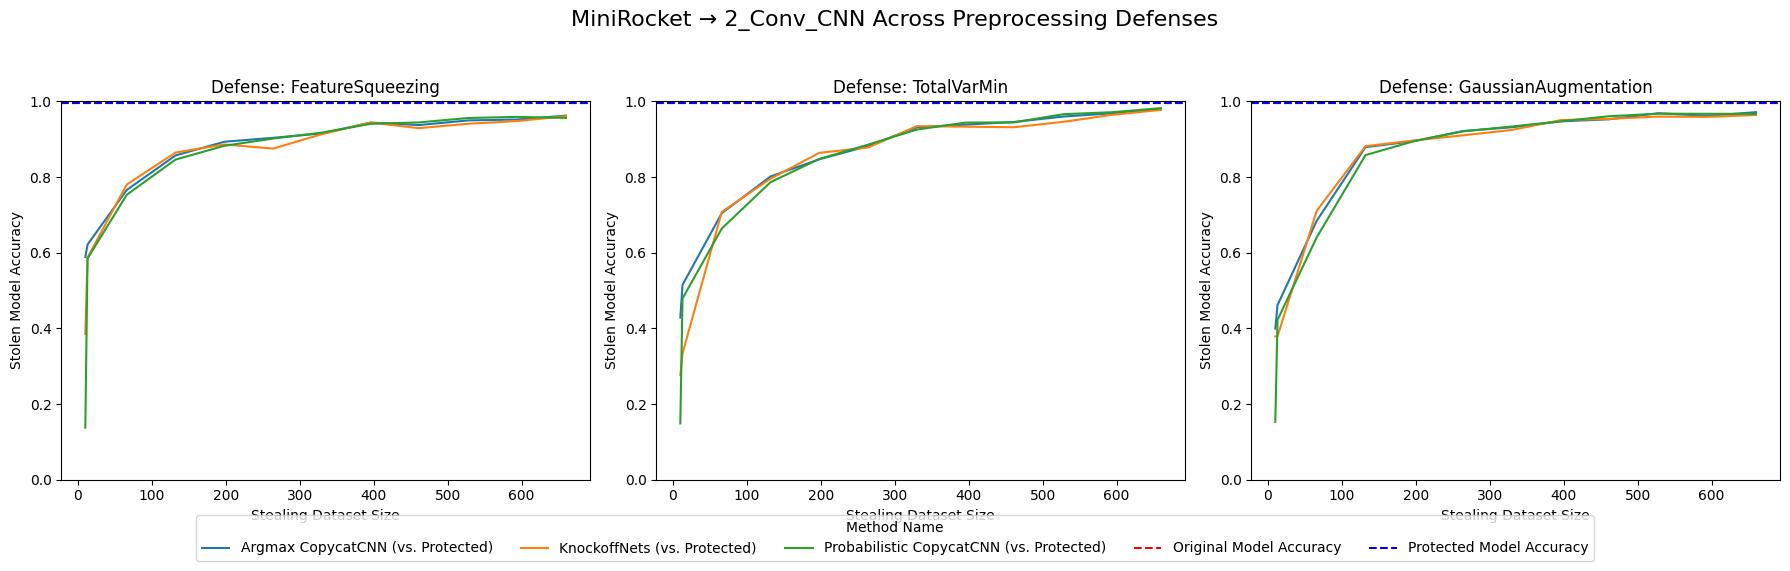 MiniRocket → 2_Conv_CNN Across Preprocessing Defenses
Defense: FeatureSqueezing
Stolen Model Accuracy
1.0
0.8
0.6
0.4
0.2
0.0
0 100 200 300 400 500 600
Stealing Dataset Size
Defense: TotalVarMin
Stolen Model Accuracy
1.0
0.8
0.6
0.4
0.2
0.0
0 100 200 300 400 500 600
Stealing Dataset Size
Defense: GaussianAugmentation
Stolen Model Accuracy
1.0
0.8
0.6
0.4
0.2
0.0
0 100 200 300 400 500 600
Stealing Dataset Size
Method Name
Argmax CopycatCNN (vs. Protected) KnockoffNets (vs. Protected) Probabilistic CopycatCNN (vs. Protected) Original Model Accuracy Protected Model Accuracy